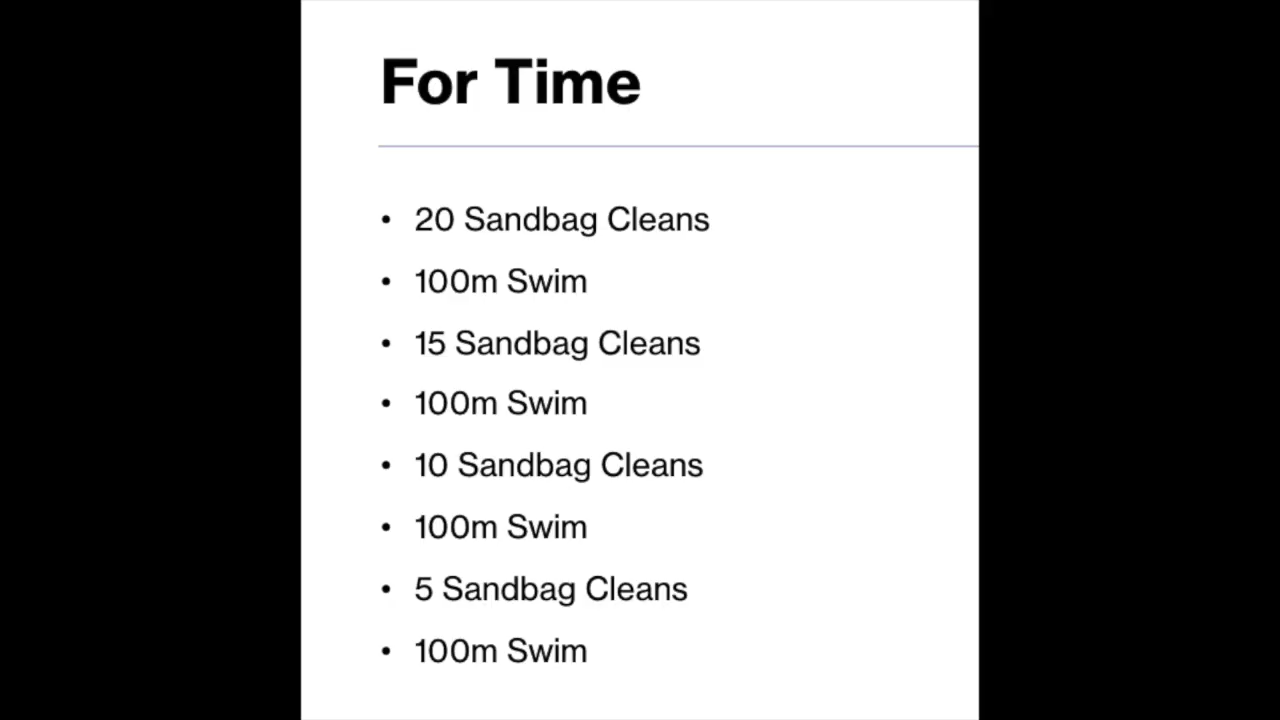 For Time
• 20 Sandbag Cleans
• 100m Swim
• 15 Sandbag Cleans
• 100m Swim
• 10 Sandbag Cleans
• 100m Swim
• 5 Sandbag Cleans
• 100m Swim